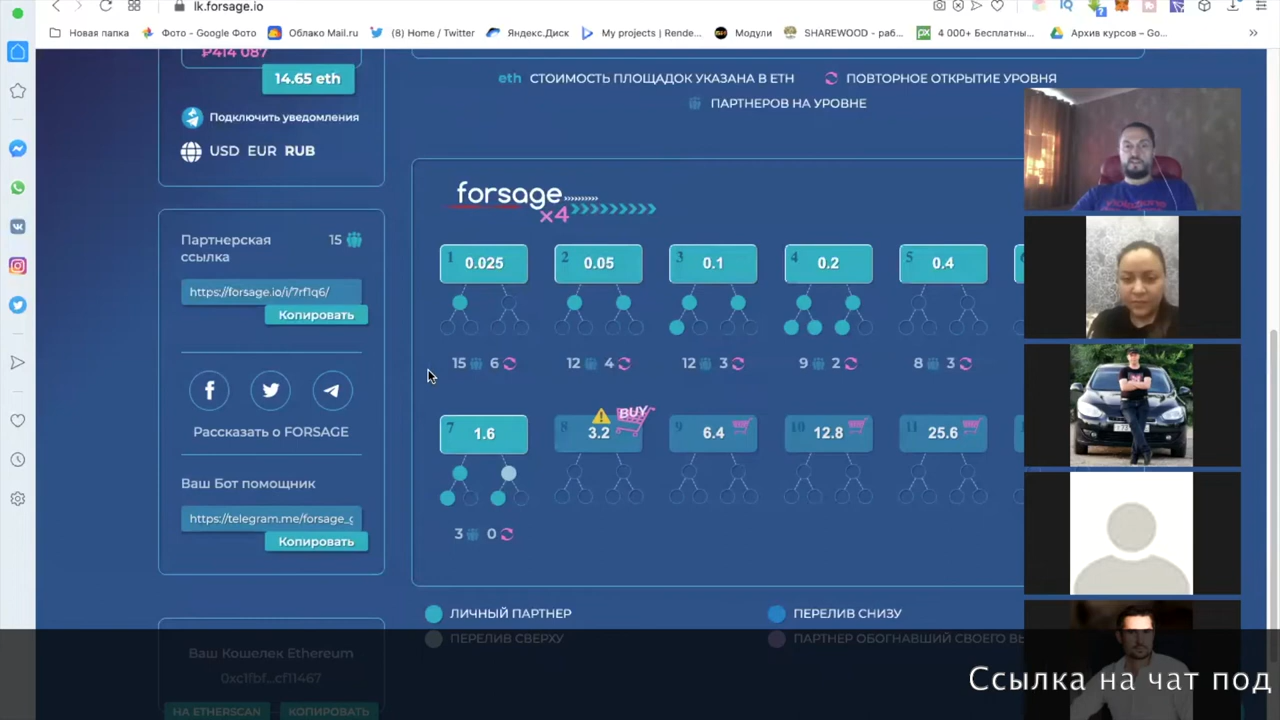 lk.forsage.io
Новая папка
Фото - Google Фото
Облако Mail.ru
(8) Home / Twitter
Яндекс.Диск
My projects | Rende...
Модули
SHAREWOOD - раб...
4 000+ Бесплатны...
Архив курсов – Go...
₽414 087
14.65 eth
Подключить уведомления
USD EUR RUB
Партнерская
ссылка
15
https://forsage.io/i/7rf1q6/
Копировать
Рассказать о FORSAGE
Ваш Бот помощник
https://telegram.me/forsage_g
Копировать
Ваш Кошелек Ethereum
0xc1fbf...cf11467
НА ETHERSCAN
КОПИРОВАТЬ
eth СТОИМОСТЬ ПЛОЩАДОК УКАЗАНА В ETH
ПОВТОРНОЕ ОТКРЫТИЕ УРОВНЯ
ПАРТНЕРОВ НА УРОВНЕ
forsage
x4
1 0.025
2 0.05
3 0.1
4 0.2
5 0.4
15 6
12 4
12 3
9 2
8 3
7 1.6
8 3.2 BUY
9 6.4
10 12.8
11 25.6
3 0
ЛИЧНЫЙ ПАРТНЕР
ПЕРЕЛИВ СНИЗУ
ПЕРЕЛИВ СВЕРХУ
ПАРТНЕР ОБОГНАВШИЙ СВОЕГО
Ссылка на чат под